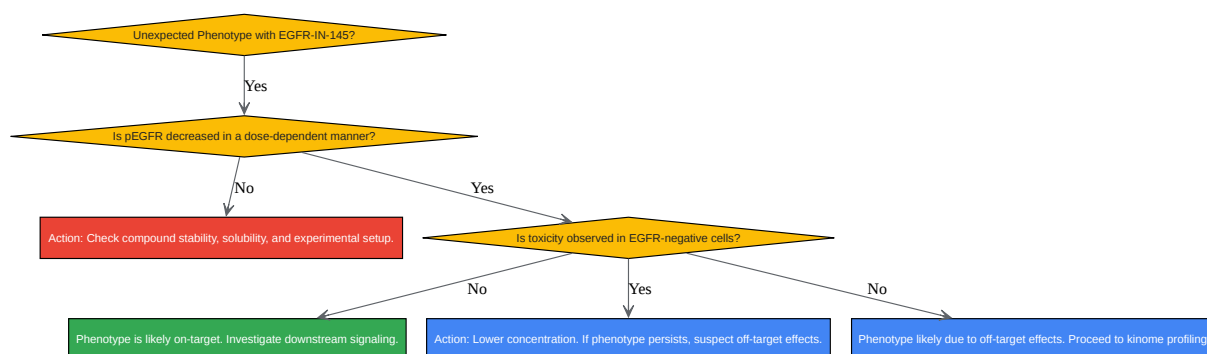 Unexpected Phenotype with EGFR-IN-145?
Yes
Is pEGFR decreased in a dose-dependent manner?
No
Yes
Action: Check compound stability, solubility, and experimental setup.
Is toxicity observed in EGFR-negative cells?
No
Yes
No
Phenotype is likely on-target. Investigate downstream signaling.
Action: Lower concentration. If phenotype persists, suspect off-target effects.
Phenotype likely due to off-target effects. Proceed to kinome profiling